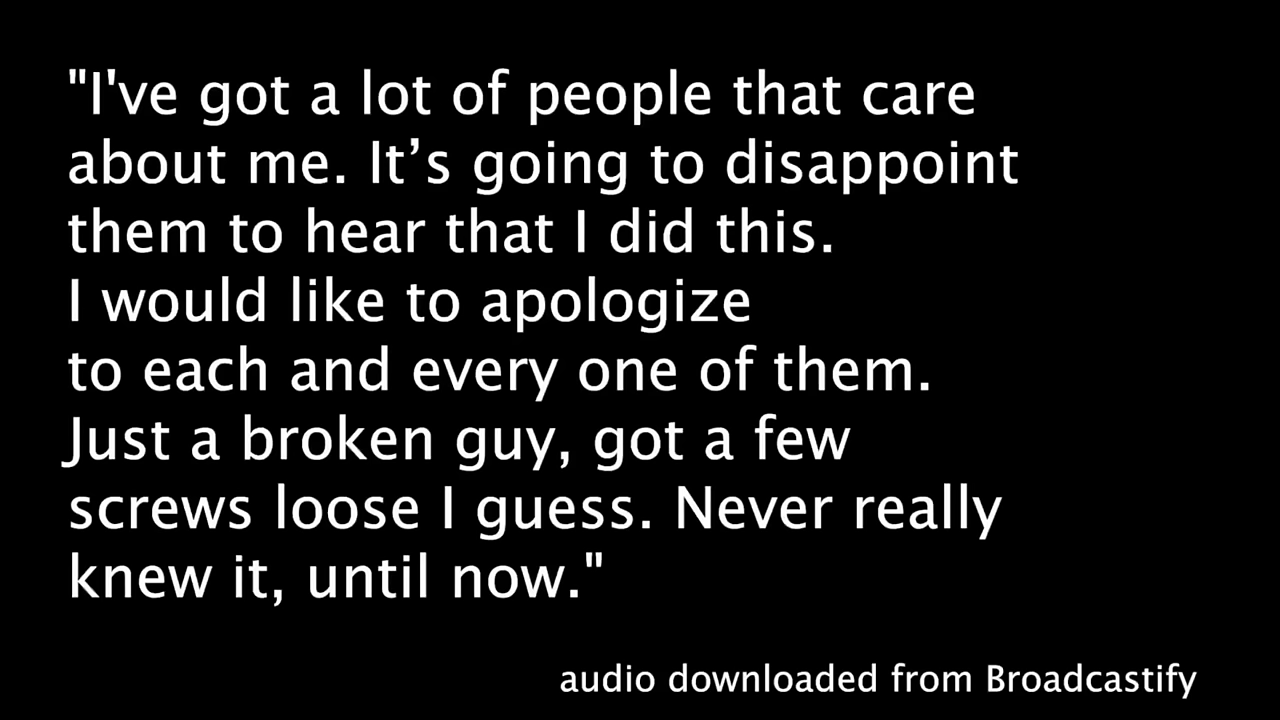 "I've got a lot of people that care
about me. It’s going to disappoint
them to hear that I did this.
I would like to apologize
to each and every one of them.
Just a broken guy, got a few
screws loose I guess. Never really
knew it, until now."
audio downloaded from Broadcastify